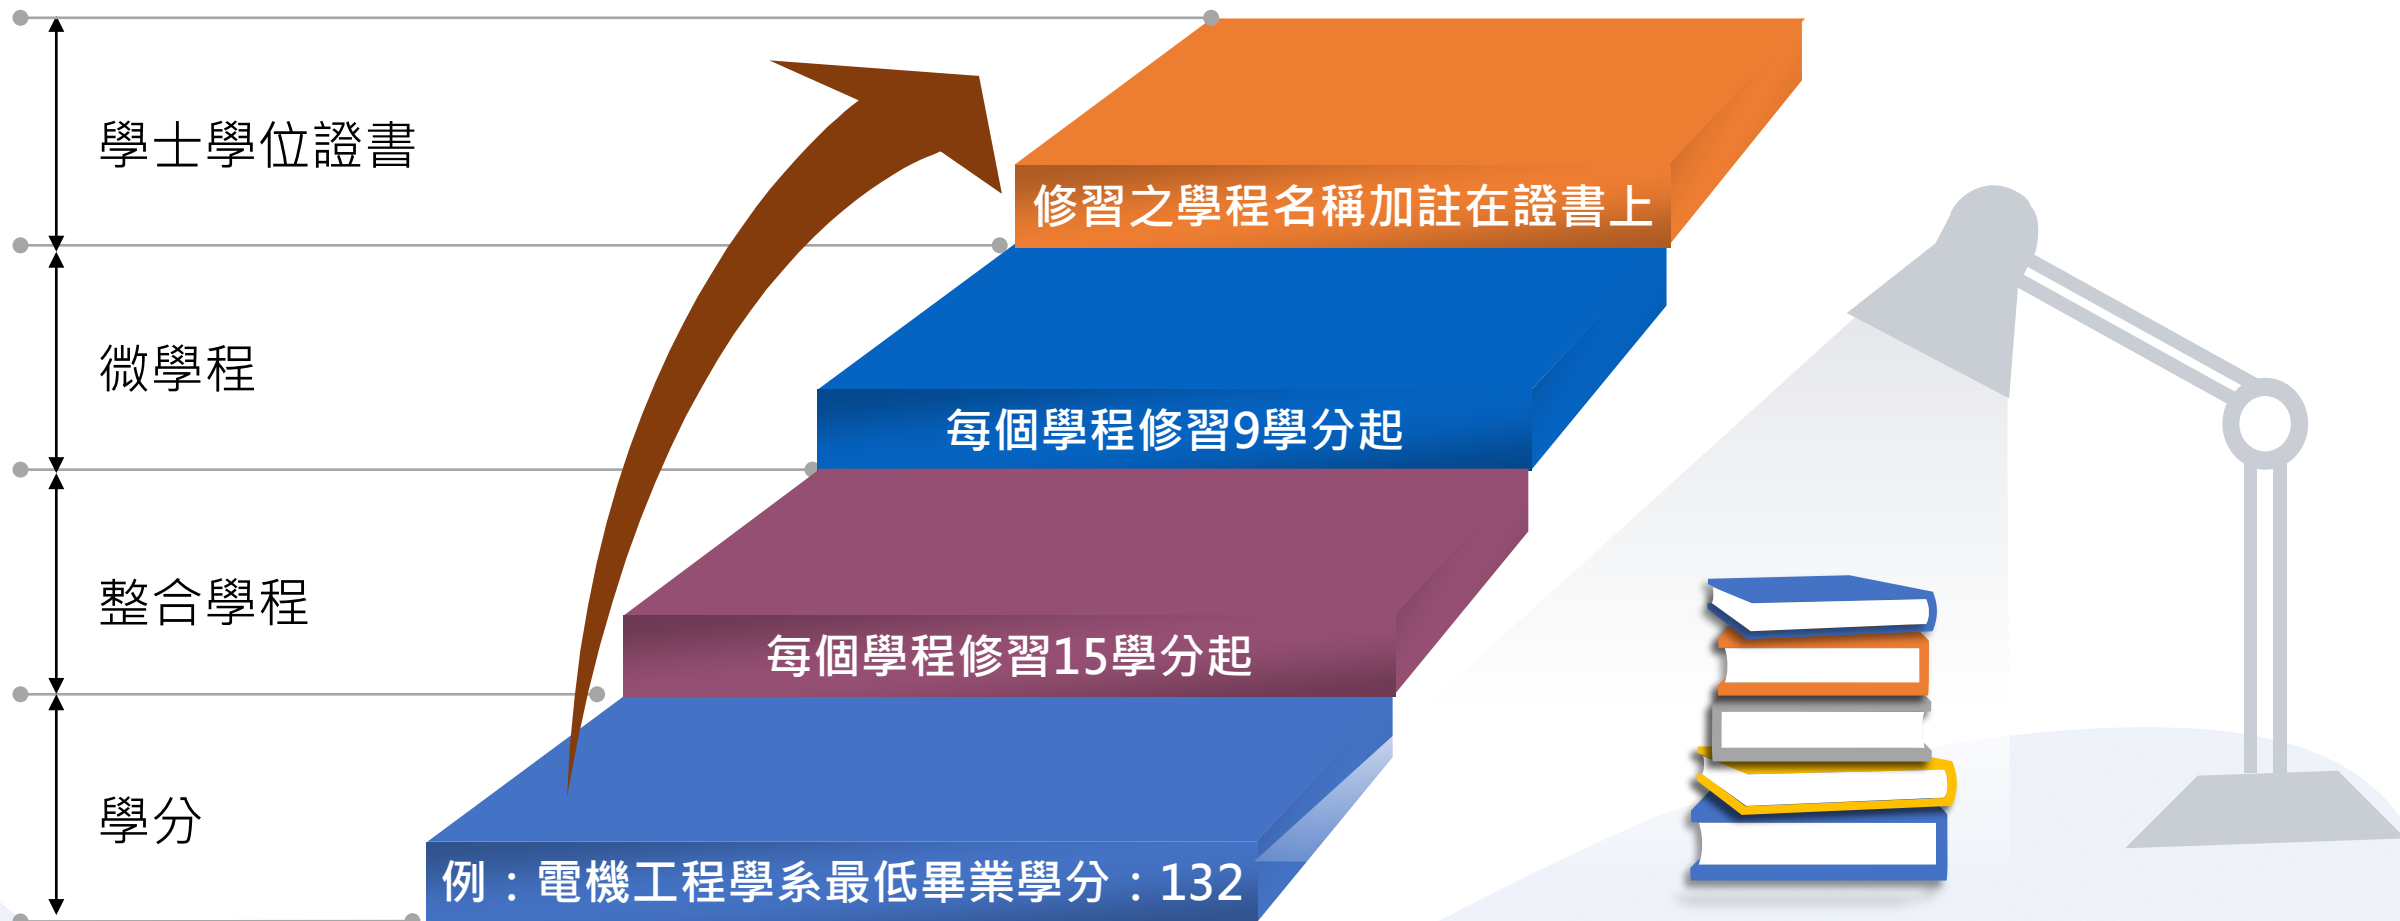 學士學位證書
修習之學程名稱加註在證書上
微學程
每個學程修習9學分起
整合學程
每個學程修習15學分起
學分
例：電機工程學系最低畢業學分：132